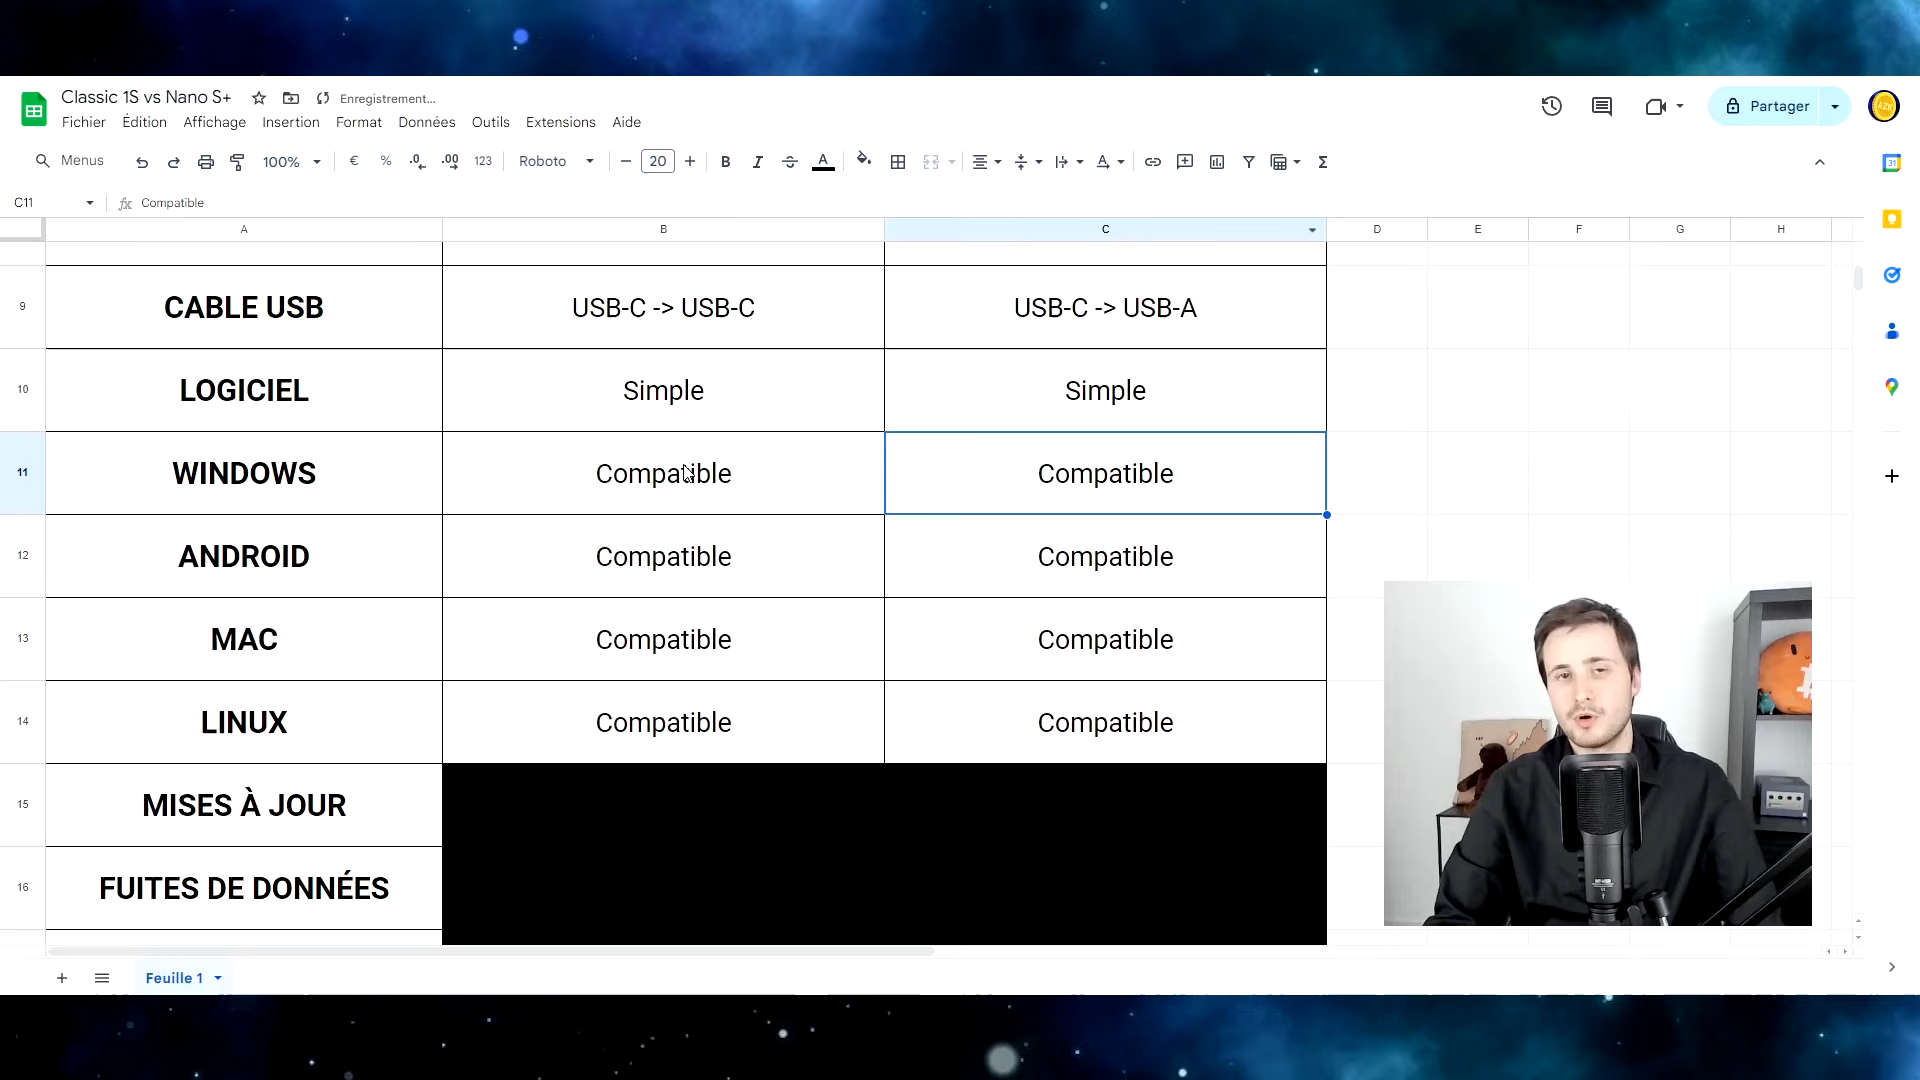 Classic 1S vs Nano S+
Enregistrement...
Fichier Édition Affichage Insertion Format Données Outils Extensions Aide
Partager
Menus 100% € % .0 .00 123 Roboto 20 B I A Σ
C11 fx Compatible
A B C D E F G H
9 CABLE USB USB-C -> USB-C USB-C -> USB-A
10 LOGICIEL Simple Simple
11 WINDOWS Compatible Compatible
12 ANDROID Compatible Compatible
13 MAC Compatible Compatible
14 LINUX Compatible Compatible
15 MISES À JOUR
16 FUITES DE DONNÉES
Feuille 1